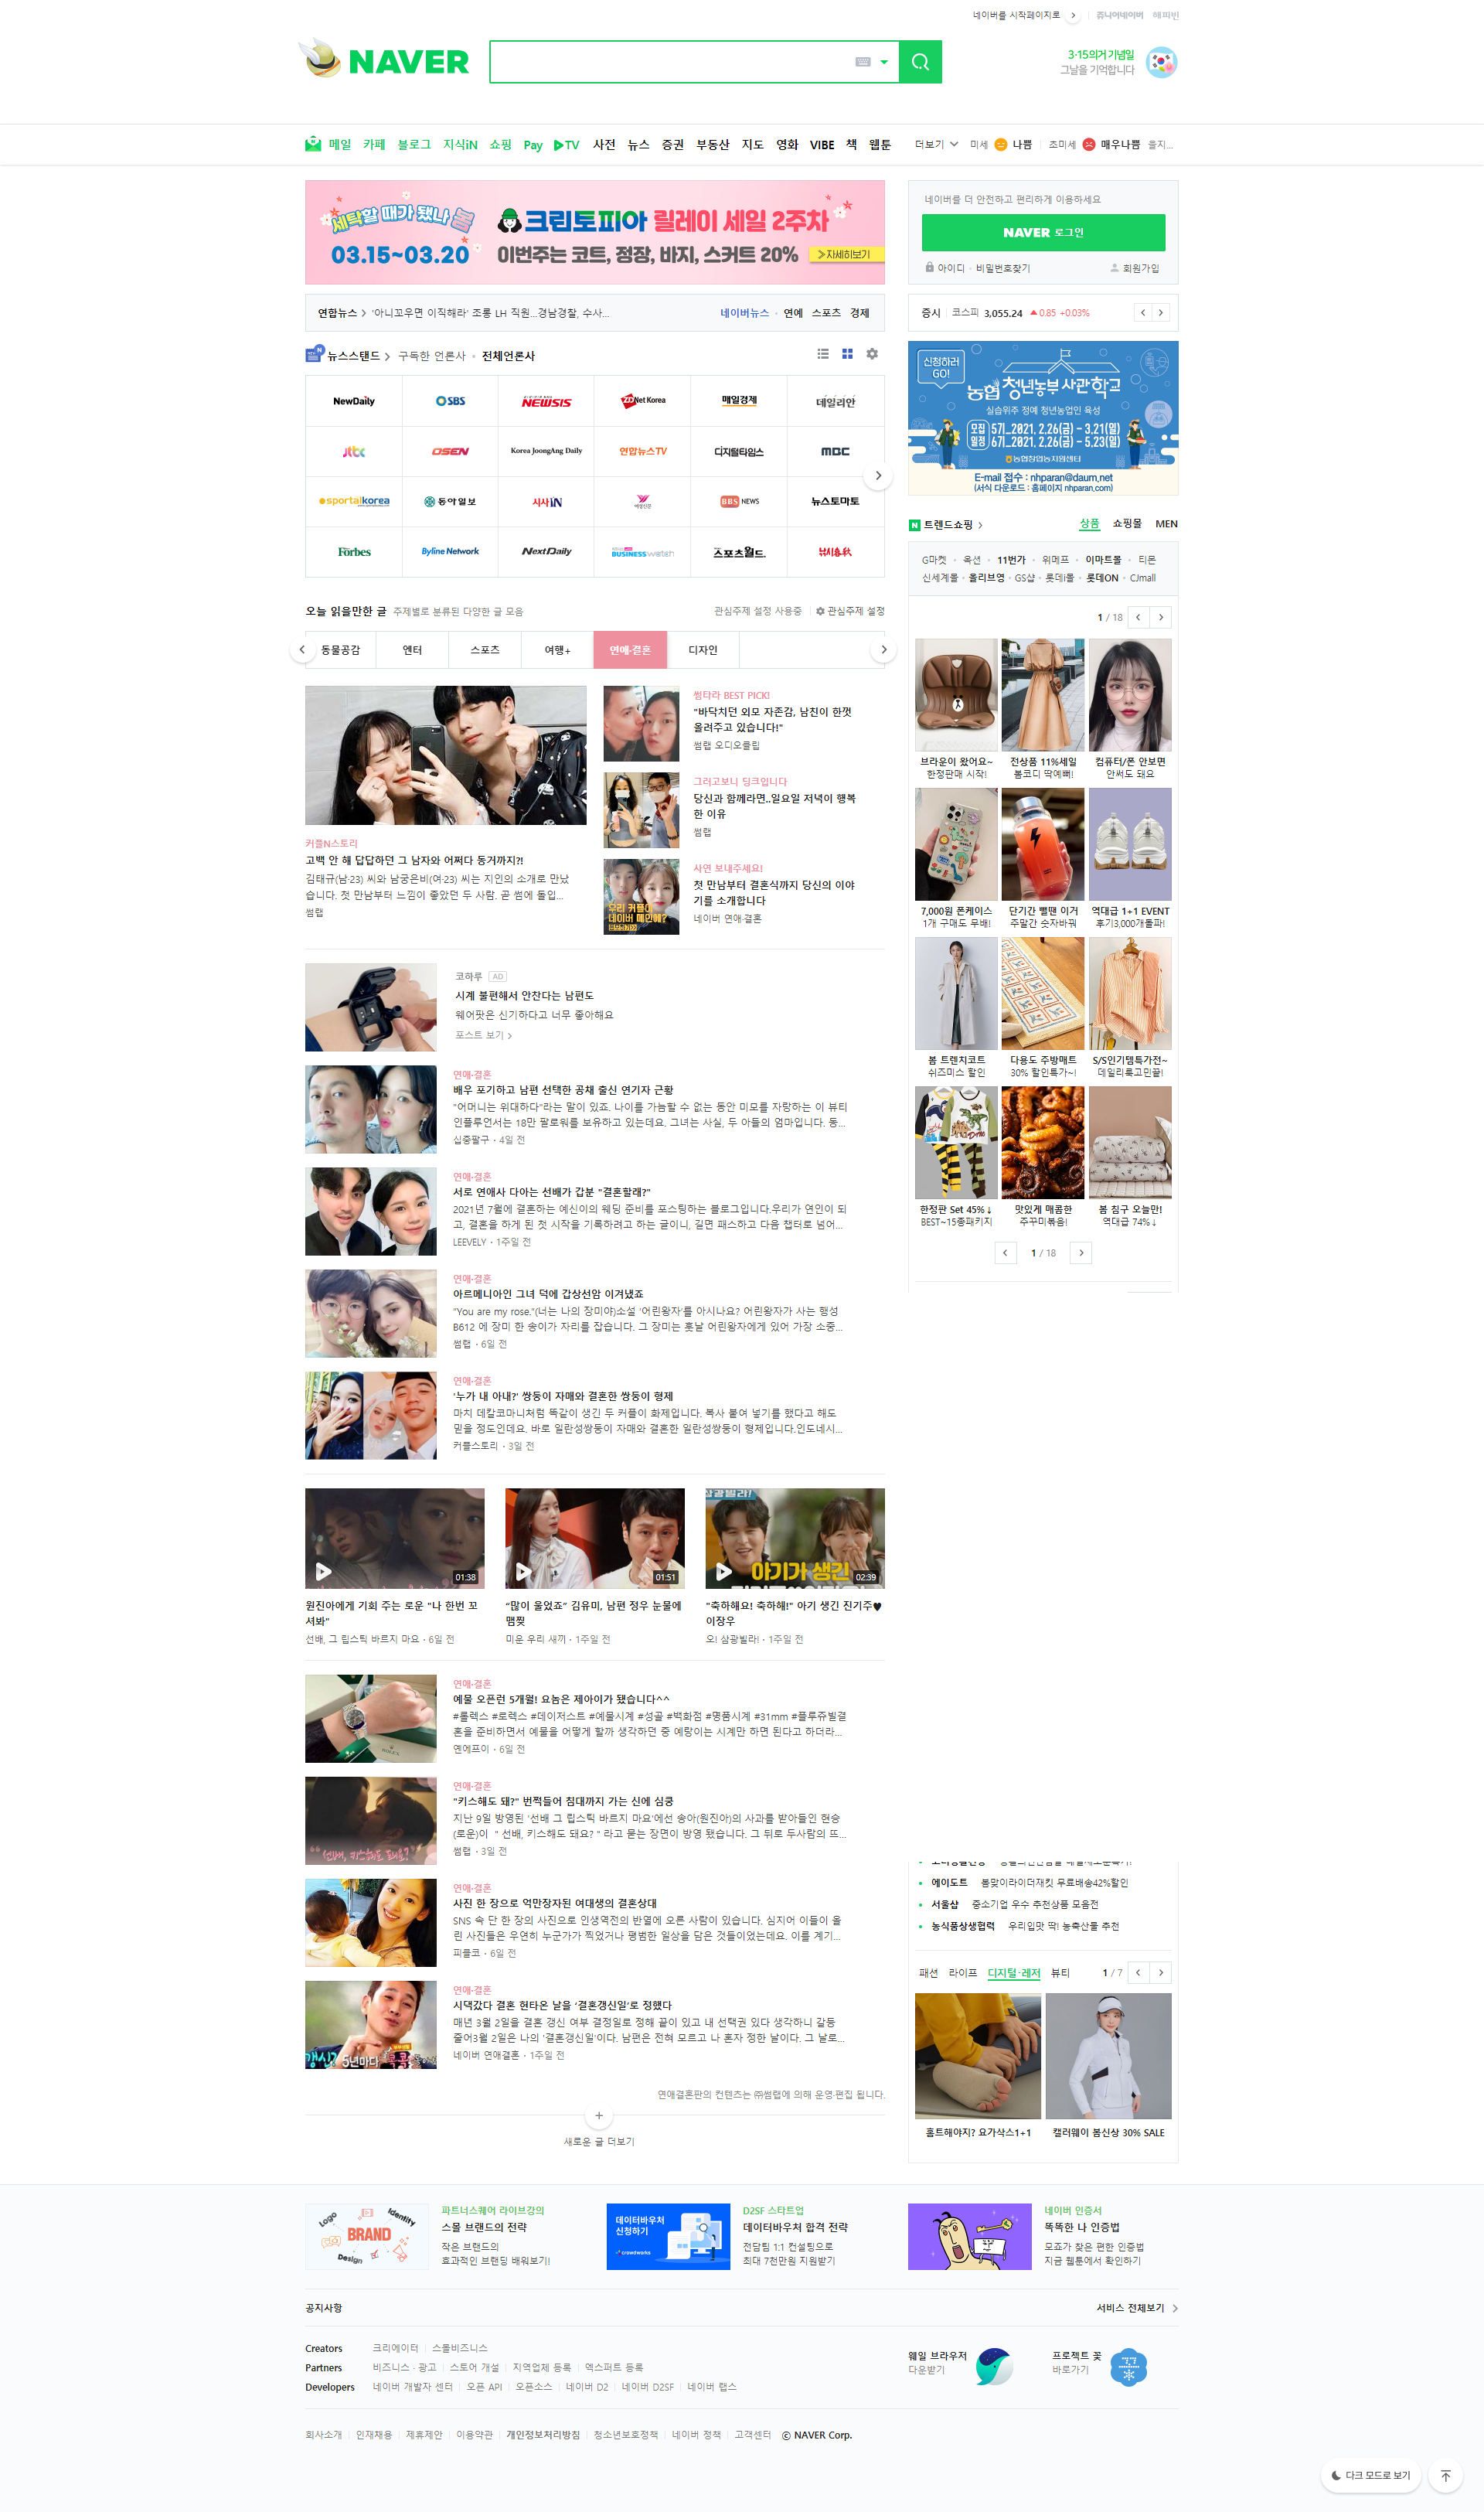 네이버를 시작페이지로
쥬니어네이버
해피빈
NAVER
3·15의거 기념일
그날을 기억합니다
메일 카페 블로그 지식iN 쇼핑 Pay TV 사전 뉴스 증권 부동산 지도 영화 VIBE 책 웹툰 더보기 미세 나쁨 초미세 매우나쁨 을지...
세탁할 때가 됐나 봄
03.15~03.20
크린토피아 릴레이 세일 2주차
이번주는 코트, 정장, 바지, 스커트 20% ≫자세히보기
네이버를 더 안전하고 편리하게 이용하세요
NAVER 로그인
아이디 · 비밀번호찾기 회원가입
연합뉴스 '아니꼬우면 이직해라' 조롱 LH 직원...경남경찰, 수사...
네이버뉴스 · 연예 스포츠 경제
증시 코스피 3,055.24 ▲0.85 +0.03%
뉴스스탠드 구독한 언론사 · 전체언론사
NewDaily SBS NEWSIS ZDNet Korea 매일경제 데일리안
jtbc OSEN Korea JoongAng Daily 연합뉴스TV 디지털타임스 MBC
sportalkorea 동아일보 시사IN 여성신문 BBS NEWS 뉴스토마토
Forbes Byline Network NextDaily BUSINESSwatch 스포츠월드 낚시춘추
신청하러 GO!
농협 청년농부사관학교
실습위주 정예 청년농업인 육성
모집 일정
5기_2021. 2.26(금) - 3.21(일)
6기_2021. 2.26(금) - 5.23(일)
농협창업농지원센터
E-mail 접수 : nhparan@daum.net
(서식 다운로드 : 홈페이지 nhparan.com)
트렌드쇼핑
상품 쇼핑몰 MEN
G마켓 · 옥션 · 11번가 · 위메프 · 이마트몰 · 티몬
신세계몰 · 올리브영 · GS샵 · 롯데i몰 · 롯데ON · CJmall
1 / 18
브라운이 왔어요~
한정판매 시작!
전상품 11%세일
봄코디 딱예뻐!
컴퓨터/폰 안보면
안써도 돼요
7,000원 폰케이스
1개 구매도 무배!
단기간 뺄땐 이거
주말간 숫자바꿔
역대급 1+1 EVENT
후기3,000개돌파!
봄 트렌치코트
쉬즈미스 할인
다용도 주방매트
30% 할인특가~!
S/S인기템특가전~
데일리룩고민끝!
한정판 Set 45%↓
BEST~15종패키지
맛있게 매콤한
주꾸미볶음!
봄 침구 오늘만!
역대급 74%↓
1 / 18
오늘 읽을만한 글 주제별로 분류된 다양한 글 모음
관심주제 설정 사용중 관심주제 설정
동물공감 엔터 스포츠 여행+ 연애·결혼 디자인
커플N스토리
고백 안 해 답답하던 그 남자와 어쩌다 동거까지?!
김태규(남·23) 씨와 남궁은비(여·23) 씨는 지인의 소개로 만났
습니다. 첫 만남부터 느낌이 좋았던 두 사람. 곧 썸에 돌입...
썸랩
썸타라 BEST PICK!
"바닥치던 외모 자존감, 남친이 한껏
올려주고 있습니다!"
썸랩 오디오클립
그러고보니 딩크입니다
당신과 함께라면..일요일 저녁이 행복
한 이유
썸랩
우리 커플이
네이버 메인에?
사연 보내주세요!
첫 만남부터 결혼식까지 당신의 이야
기를 소개합니다
네이버 연애·결혼
코하루 AD
시계 불편해서 안찬다는 남편도
웨어팟은 신기하다고 너무 좋아해요
포스트 보기
연애·결혼
배우 포기하고 남편 선택한 공채 출신 연기자 근황
"어머니는 위대하다"라는 말이 있죠. 나이를 가늠할 수 없는 동안 미모를 자랑하는 이 뷰티
인플루언서는 18만 팔로워를 보유하고 있는데요. 그녀는 사실, 두 아들의 엄마입니다. 동...
십중팔구 · 4일 전
연애·결혼
서로 연애사 다아는 선배가 갑분 "결혼할래?"
2021년 7월에 결혼하는 예신이의 웨딩 준비를 포스팅하는 블로그입니다.우리가 연인이 되
고, 결혼을 하게 된 첫 시작을 기록하려고 하는 글이니, 길면 패스하고 다음 챕터로 넘어...
LEEVELY · 1주일 전
연애·결혼
아르메니아인 그녀 덕에 갑상선암 이겨냈죠
"You are my rose."(너는 나의 장미야)소설 '어린왕자'를 아시나요? 어린왕자가 사는 행성
B612 에 장미 한 송이가 자리를 잡습니다. 그 장미는 훗날 어린왕자에게 있어 가장 소중...
썸랩 · 6일 전
연애·결혼
'누가 내 아내?' 쌍둥이 자매와 결혼한 쌍둥이 형제
마치 데칼코마니처럼 똑같이 생긴 두 커플이 화제입니다. 복사 붙여 넣기를 했다고 해도
믿을 정도인데요. 바로 일란성쌍둥이 자매와 결혼한 일란성쌍둥이 형제입니다.인도네시...
커플스토리 · 3일 전
01:38
01:51
삼광빌라!
아기가 생긴
02:39
원진아에게 기회 주는 로운 "나 한번 꼬
셔봐"
선배, 그 립스틱 바르지 마요 · 6일 전
"많이 울었죠" 김유미, 남편 정우 눈물에
맴찢
미운 우리 새끼 · 1주일 전
"축하해요! 축하해!" 아기 생긴 진기주♥
이장우
오! 삼광빌라! · 1주일 전
연애·결혼
예물 오픈런 5개월! 요놈은 제아이가 됐습니다^^
#롤렉스 #로렉스 #데이저스트 #예물시계 #성골 #백화점 #명품시계 #31mm #플루쥬빌결
혼을 준비하면서 예물을 어떻게 할까 생각하던 중 예랑이는 시계만 하면 된다고 하더라...
연에프이 · 6일 전
선배, 키스해도 돼요?
연애·결혼
"키스해도 돼?" 번쩍들어 침대까지 가는 신에 심쿵
지난 9일 방영된 '선배 그 립스틱 바르지 마요'에선 송아(원진아)의 사과를 받아들인 현승
(로운)이 " 선배, 키스해도 돼요? " 라고 묻는 장면이 방영 됐습니다. 그 뒤로 두사람의 뜨...
썸랩 · 3일 전
연애·결혼
사진 한 장으로 억만장자된 여대생의 결혼상대
SNS 속 단 한 장의 사진으로 인생역전의 반열에 오른 사람이 있습니다. 심지어 이들이 올
린 사진들은 우연히 누군가가 찍었거나 평범한 일상을 담은 것들이었는데요. 이를 계기...
피클코 · 6일 전
갱신? 5년마다
연애·결혼
시댁갔다 결혼 현타온 날을 '결혼갱신일'로 정했다
매년 3월 2일을 결혼 갱신 여부 결정일로 정해 끝이 있고 내 선택권 있다 생각하니 갈등
줄어3월 2일은 나의 '결혼갱신일'이다. 남편은 전혀 모르고 나 혼자 정한 날이다. 그 날로...
네이버 연애결혼 · 1주일 전
에이도트 봄맞이라이더재킷 무료배송42%할인
서울샵 중소기업 우수 추천상품 모음전
농식품상생협력 우리입맛 딱! 농축산물 추천
패션 라이프 디지털·레저 뷰티 1 / 7
홈트해야지? 요가삭스1+1
캘러웨이 봄신상 30% SALE
연애결혼판의 컨텐츠는 ㈜썸랩에 의해 운영·편집 됩니다.
새로운 글 더보기
Logo Identity
BRAND
Design
파트너스퀘어 라이브강의
스몰 브랜드의 전략
작은 브랜드의
효과적인 브랜딩 배워보기!
데이터바우처
신청하기
crowdworks
D2SF 스타트업
데이터바우처 합격 전략
전담팀 1:1 컨설팅으로
최대 7천만원 지원받기
네이버 인증서
똑똑한 나 인증법
모죠가 찾은 편한 인증법
지금 웹툰에서 확인하기
공지사항
서비스 전체보기
Creators 크리에이터 스몰비즈니스
Partners 비즈니스 · 광고 스토어 개설 지역업체 등록 엑스퍼트 등록
Developers 네이버 개발자 센터 오픈 API 오픈소스 네이버 D2 네이버 D2SF 네이버 랩스
웨일 브라우저
다운받기
프로젝트 꽃
바로가기
회사소개 인재채용 제휴제안 이용약관 개인정보처리방침 청소년보호정책 네이버 정책 고객센터 ⓒ NAVER Corp.
다크 모드로 보기